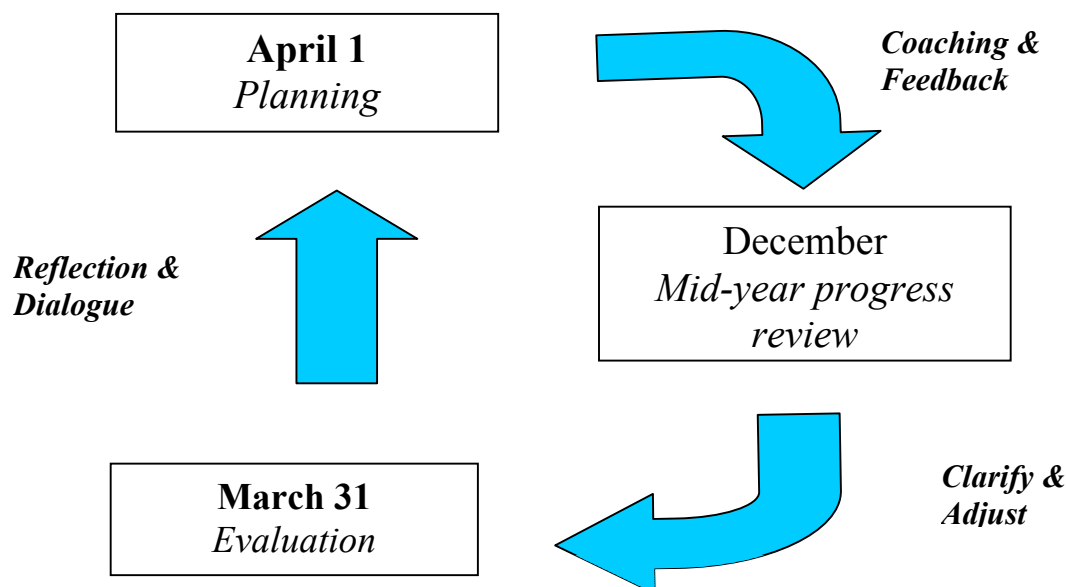 April 1
Planning
Coaching &
Feedback
December
Mid-year progress
review
Clarify &
Adjust
March 31
Evaluation
Reflection &
Dialogue